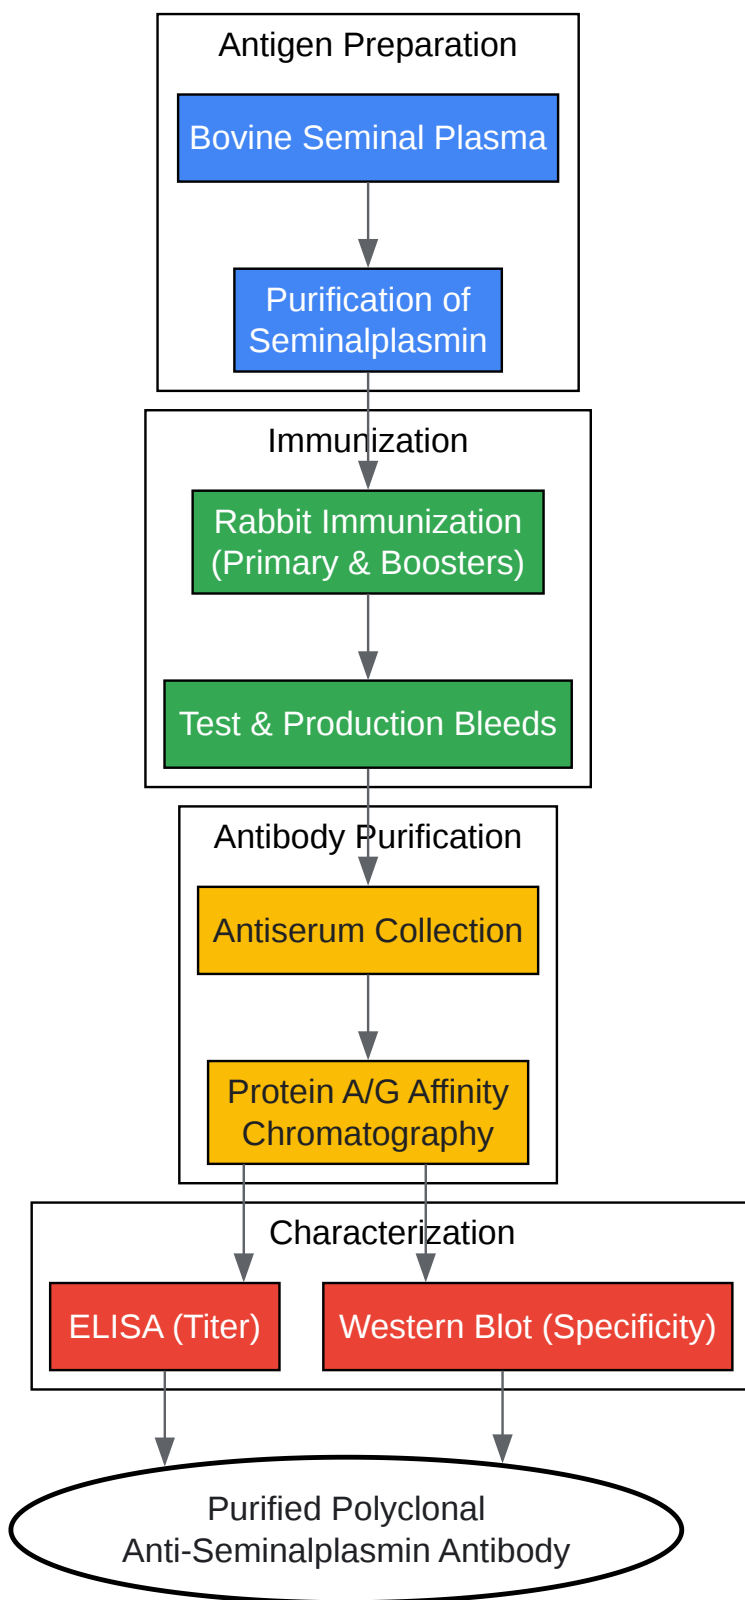 Antigen Preparation
Bovine Seminal Plasma
Purification of
Seminalplasmin
Immunization
Rabbit Immunization
(Primary & Boosters)
Test & Production Bleeds
Antibody Purification
Antiserum Collection
Protein A/G Affinity
Chromatography
Characterization
ELISA (Titer)
Western Blot (Specificity)
Purified Polyclonal
Anti-Seminalplasmin Antibody